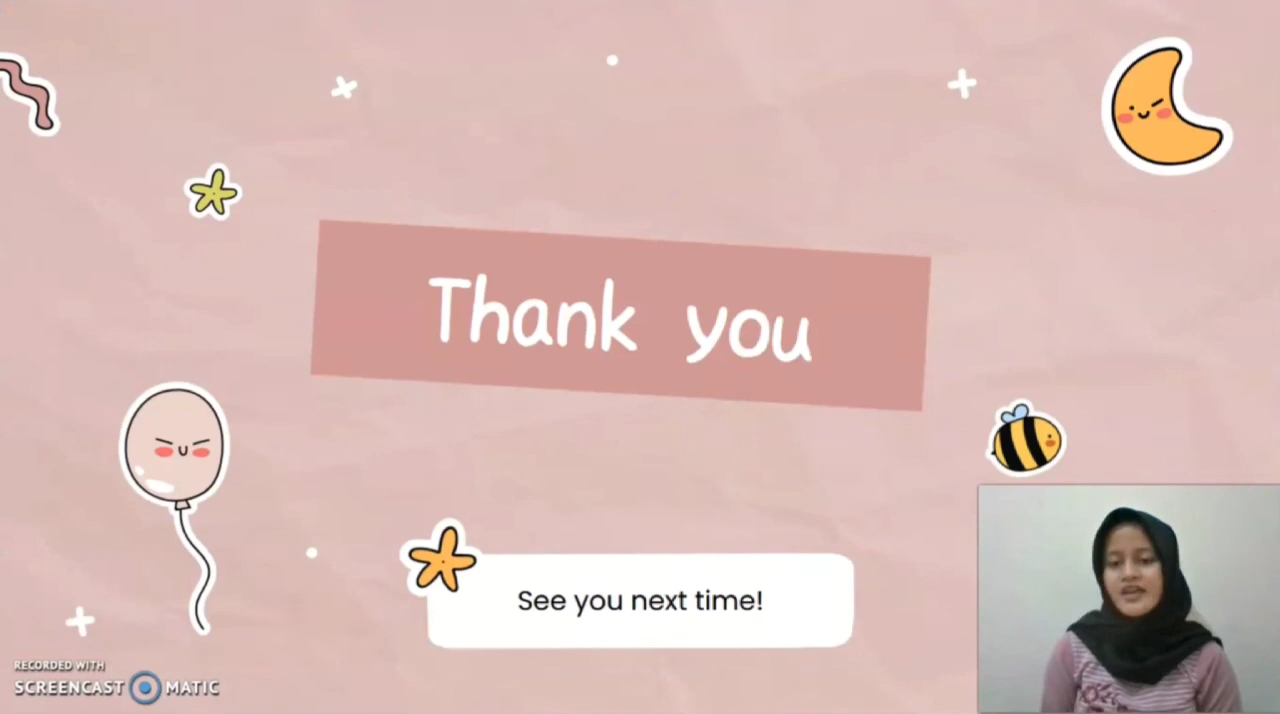 Thank you
See you next time!
RECORDED WITH
SCREENCAST MATIC